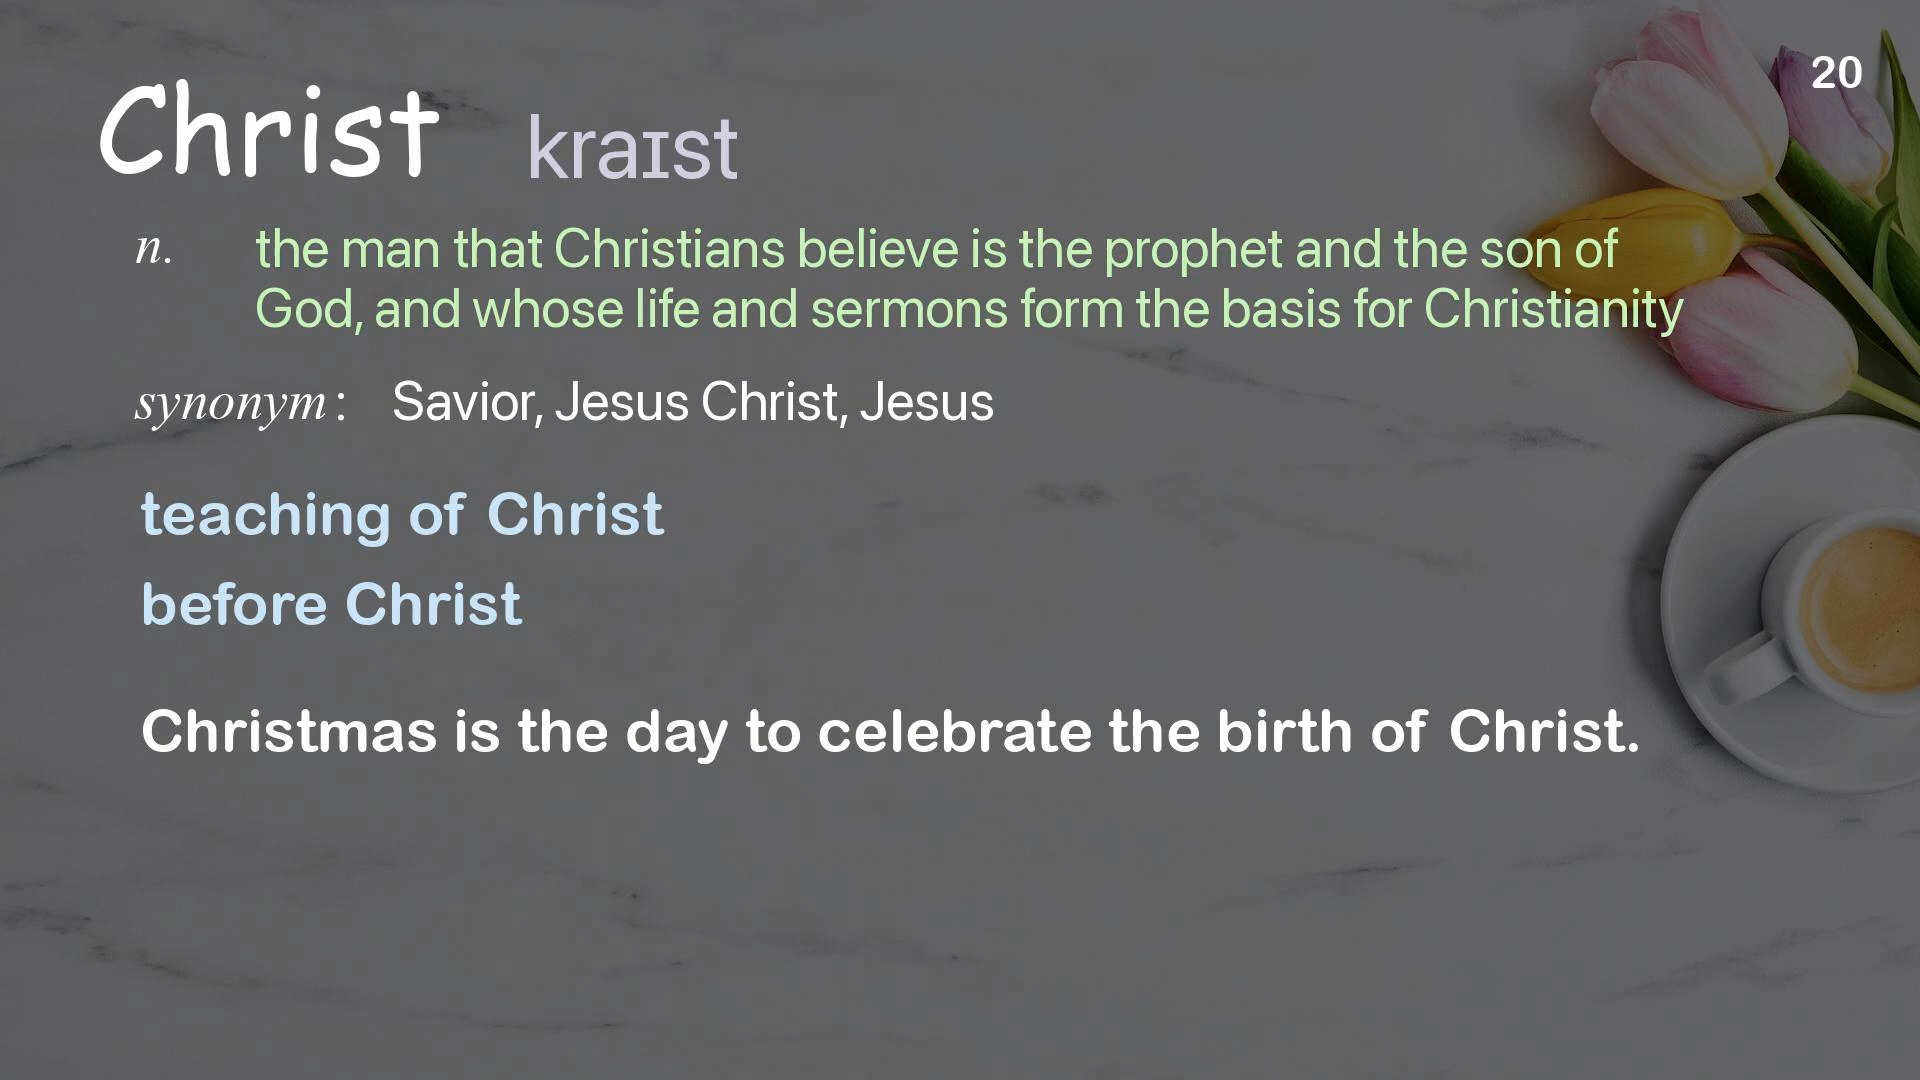 20
Christ kraɪst
n. the man that Christians believe is the prophet and the son of
God, and whose life and sermons form the basis for Christianity
synonym: Savior, Jesus Christ, Jesus
teaching of Christ
before Christ
Christmas is the day to celebrate the birth of Christ.